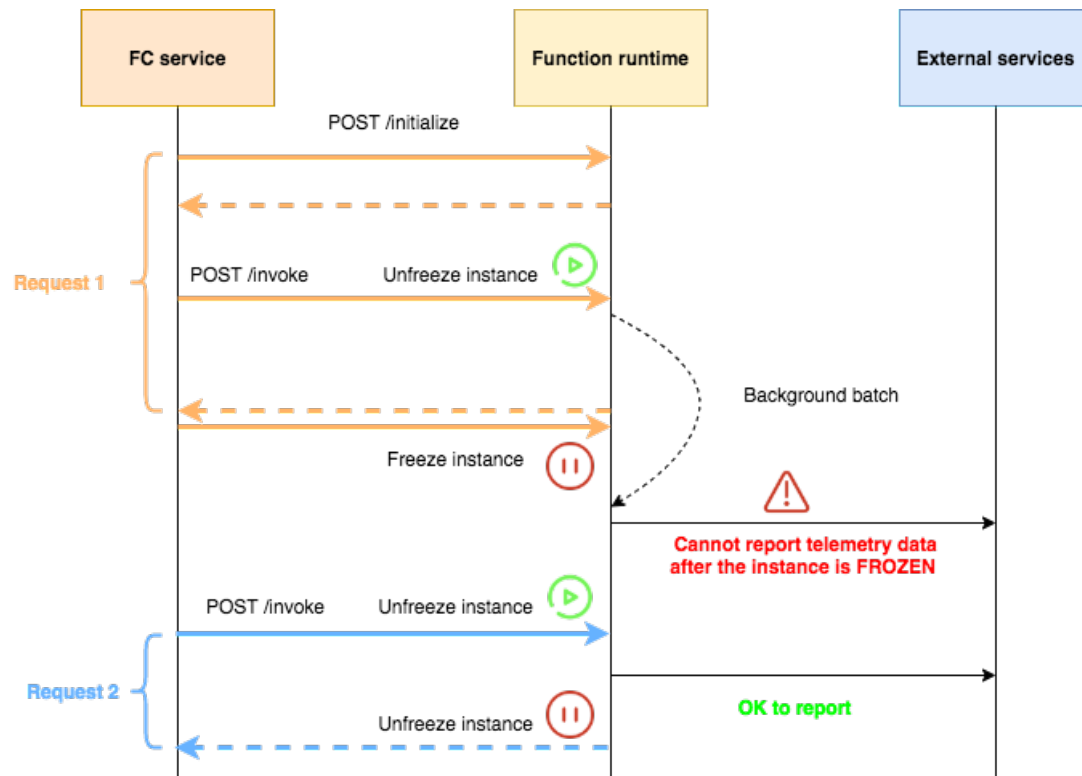 FC service
Function runtime
External services
POST /initialize
Request 1
POST /invoke
Unfreeze instance
Background batch
Freeze instance
Cannot report telemetry data
after the instance is FROZEN
POST /invoke
Unfreeze instance
Request 2
OK to report
Unfreeze instance